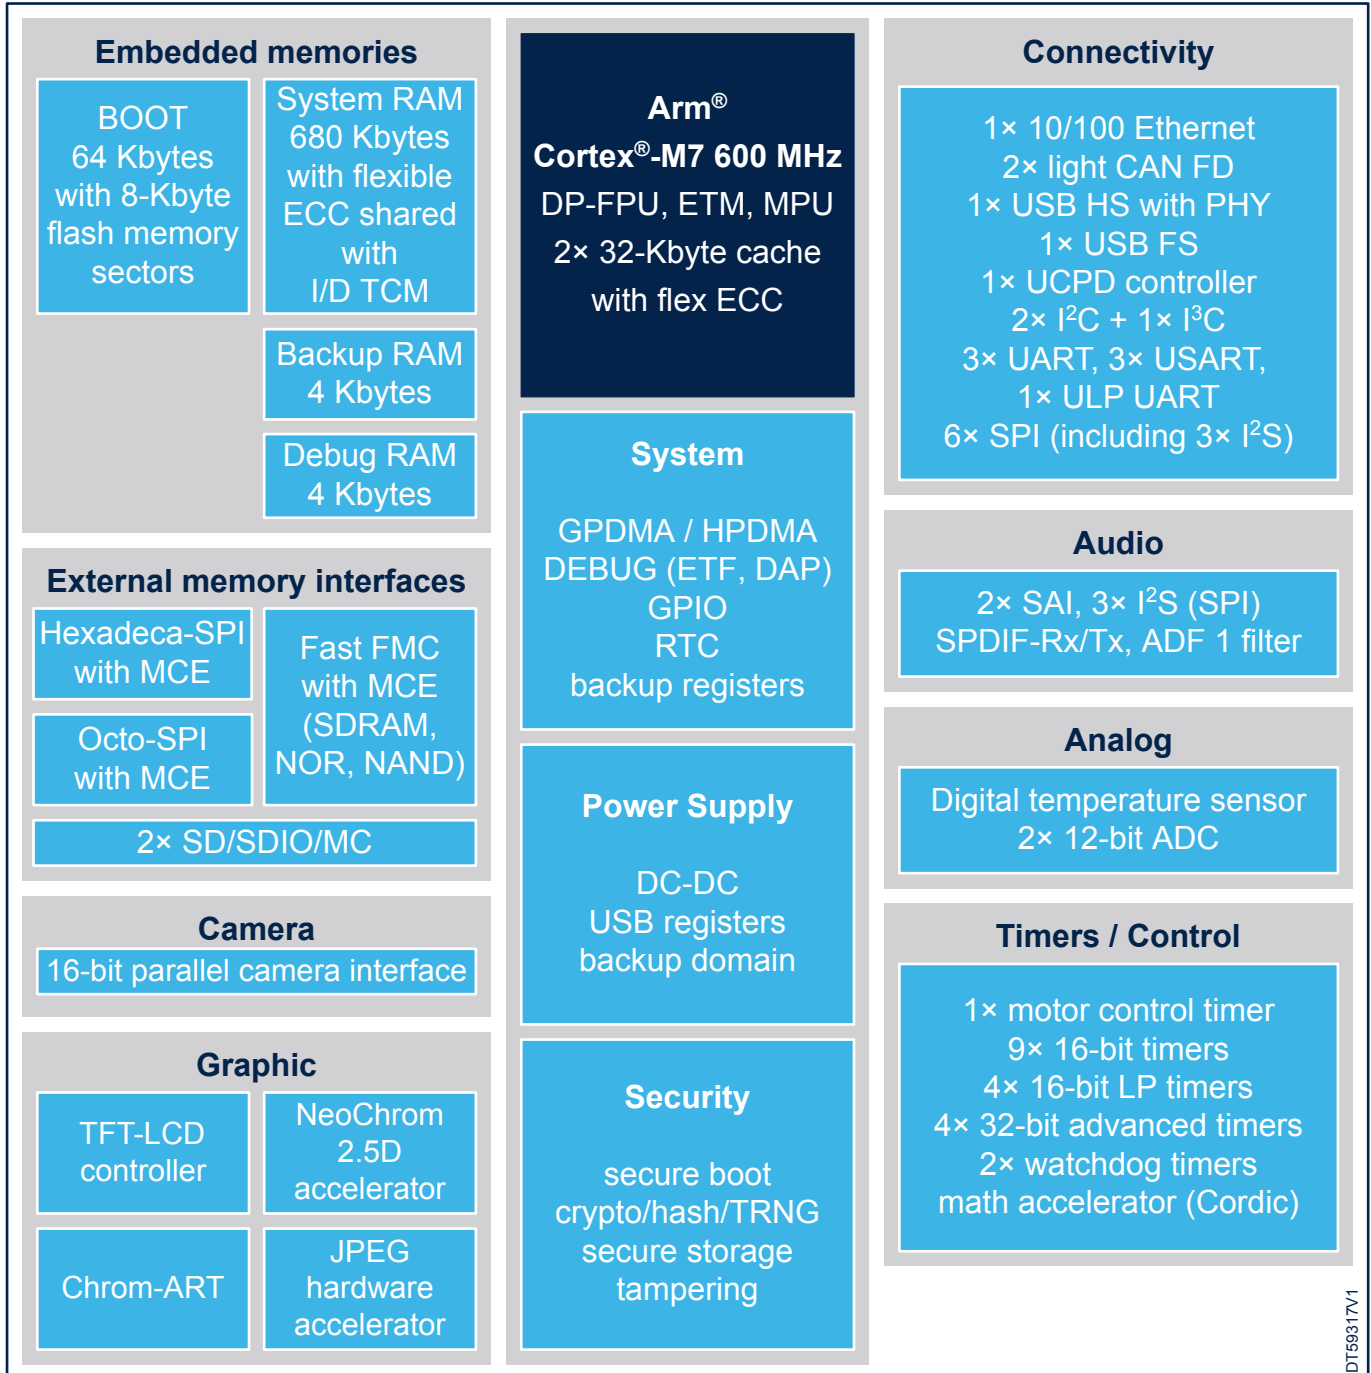 Embedded memories
BOOT
64 Kbytes
with 8-Kbyte
flash memory
sectors
System RAM
680 Kbytes
with flexible
ECC shared
with
I/D TCM
Backup RAM
4 Kbytes
Debug RAM
4 Kbytes
External memory interfaces
Hexadeca-SPI
with MCE
Octo-SPI
with MCE
Fast FMC
with MCE
(SDRAM,
NOR, NAND)
2× SD/SDIO/MC
Camera
16-bit parallel camera interface
Graphic
TFT-LCD
controller
NeoChrom
2.5D
accelerator
Chrom-ART
JPEG
hardware
accelerator
Arm®
Cortex®-M7 600 MHz
DP-FPU, ETM, MPU
2× 32-Kbyte cache
with flex ECC
System
GPDMA / HPDMA
DEBUG (ETF, DAP)
GPIO
RTC
backup registers
Power Supply
DC-DC
USB registers
backup domain
Security
secure boot
crypto/hash/TRNG
secure storage
tampering
Connectivity
1× 10/100 Ethernet
2× light CAN FD
1× USB HS with PHY
1× USB FS
1× UCPD controller
2× I²C + 1× I³C
3× UART, 3× USART,
1× ULP UART
6× SPI (including 3× I²S)
Audio
2× SAI, 3× I²S (SPI)
SPDIF-Rx/Tx, ADF 1 filter
Analog
Digital temperature sensor
2× 12-bit ADC
Timers / Control
1× motor control timer
9× 16-bit timers
4× 16-bit LP timers
4× 32-bit advanced timers
2× watchdog timers
math accelerator (Cordic)
DT59317V1